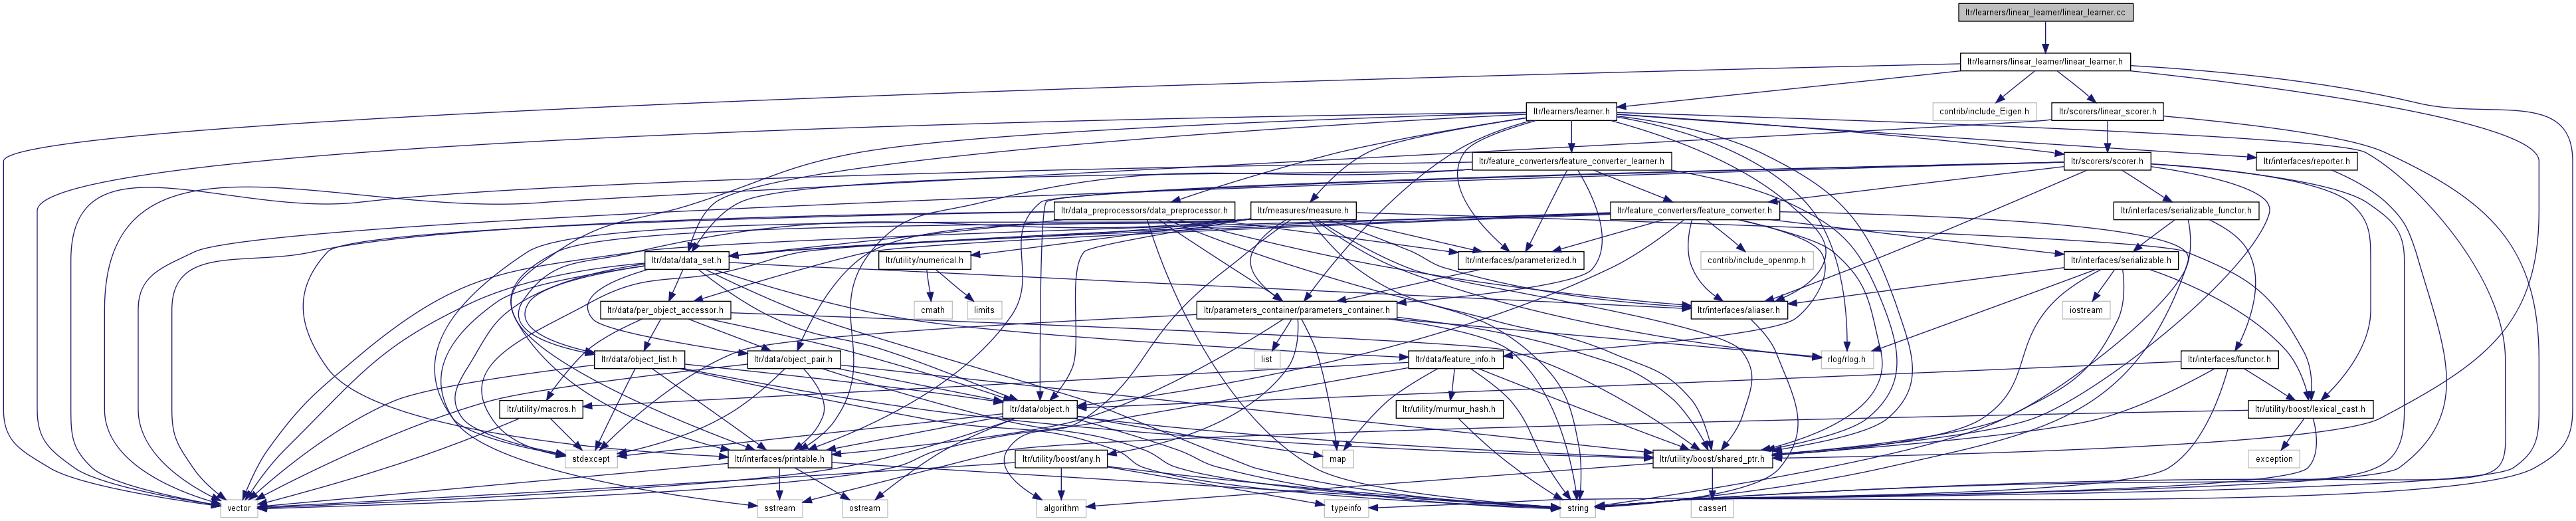 ltr/learners/linear_learner/linear_learner.cc
ltr/learners/linear_learner/linear_learner.h
ltr/learners/learner.h
contrib/include_Eigen.h
ltr/scorers/linear_scorer.h
ltr/feature_converters/feature_converter_learner.h
ltr/scorers/scorer.h
ltr/interfaces/reporter.h
ltr/data_preprocessors/data_preprocessor.h
ltr/measures/measure.h
ltr/feature_converters/feature_converter.h
ltr/interfaces/serializable_functor.h
ltr/data/data_set.h
ltr/utility/numerical.h
ltr/interfaces/parameterized.h
contrib/include_openmp.h
ltr/interfaces/serializable.h
ltr/data/per_object_accessor.h
cmath
limits
ltr/parameters_container/parameters_container.h
ltr/interfaces/aliaser.h
iostream
ltr/data/object_list.h
ltr/data/object_pair.h
list
ltr/data/feature_info.h
rlog/rlog.h
ltr/interfaces/functor.h
ltr/utility/macros.h
ltr/data/object.h
ltr/utility/murmur_hash.h
ltr/utility/boost/lexical_cast.h
stdexcept
ltr/interfaces/printable.h
ltr/utility/boost/any.h
map
ltr/utility/boost/shared_ptr.h
exception
vector
sstream
ostream
algorithm
typeinfo
string
cassert